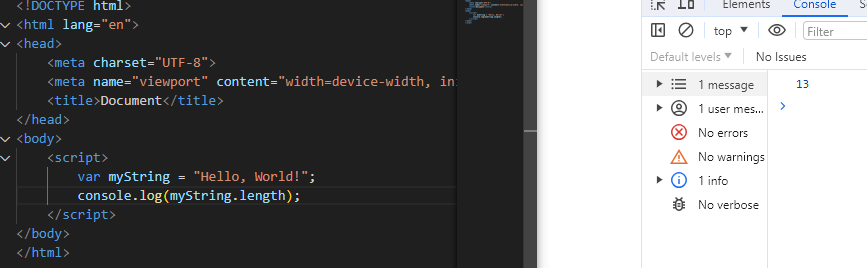 <!DOCTYPE html>
<html lang="en">
<head>
<meta charset="UTF-8">
<meta name="viewport" content="width=device-width, ini
<title>Document</title>
</head>
<body>
<script>
var myString = "Hello, World!";
console.log(myString.length);
</script>
</body>
</html>
Elements Console
top Filter
Default levels No Issues
1 message
1 user mes...
No errors
No warnings
1 info
No verbose
13